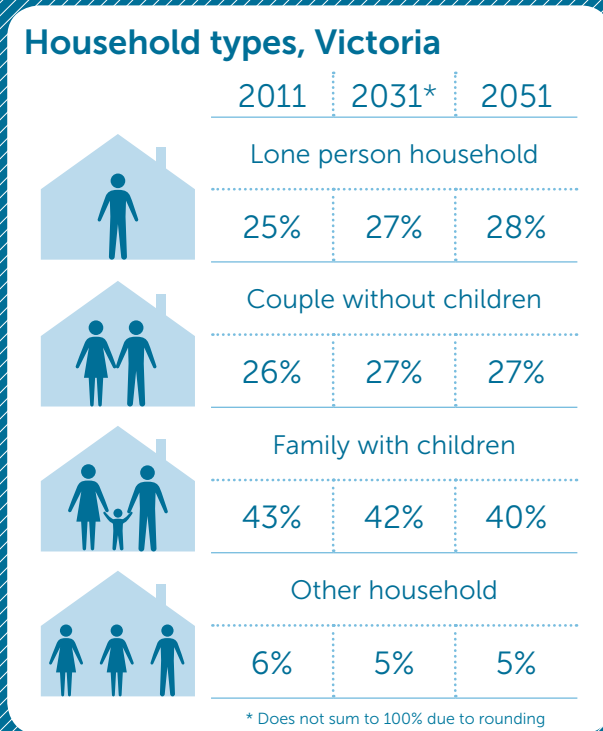 Household types, Victoria
2011 2031* 2051
Lone person household
25% 27% 28%
Couple without children
26% 27% 27%
Family with children
43% 42% 40%
Other household
6% 5% 5%
* Does not sum to 100% due to rounding